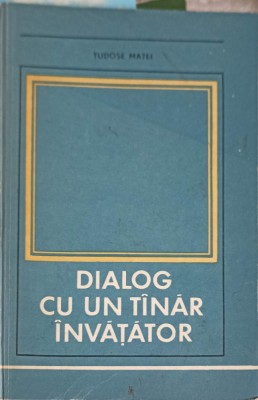 TUDOSE MATEI
DIALOG
CU UN TÎNĂR
ÎNVĂȚĂTOR